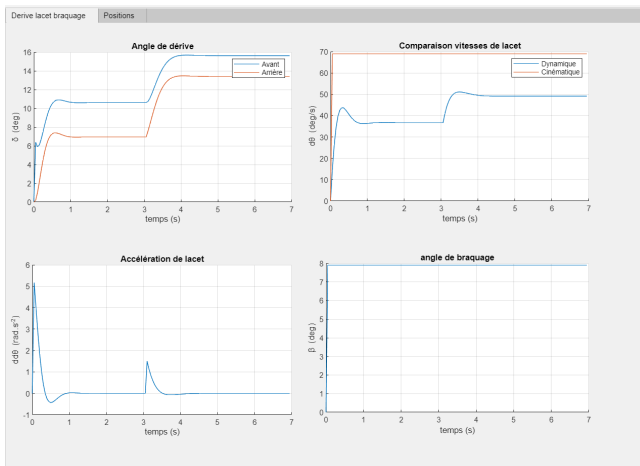 Derive lacet braquage Positions
Angle de dérive
δ (deg)
16
14
12
10
8
6
4
2
0
0 1 2 3 4 5 6 7
temps (s)
Avant
Arrière
Comparaison vitesses de lacet
dθ (deg/s)
70
60
50
40
30
20
10
0
0 1 2 3 4 5 6 7
temps (s)
Dynamique
Cinématique
Accélération de lacet
ddθ (rad.s⁻²)
6
5
4
3
2
1
0
-1
0 1 2 3 4 5 6 7
temps (s)
angle de braquage
β (deg)
8
7
6
5
4
3
2
1
0
0 1 2 3 4 5 6 7
temps (s)